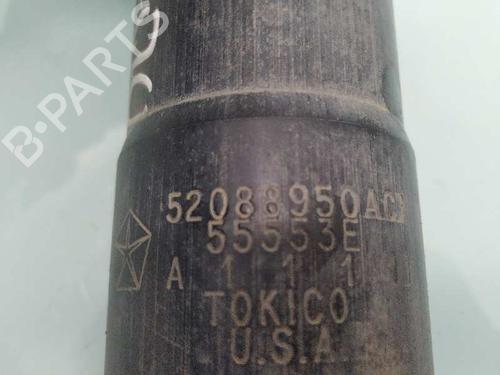 B-PARTS
52088950AC
55553E
A 1 1 1
TOKICO
U.S.A